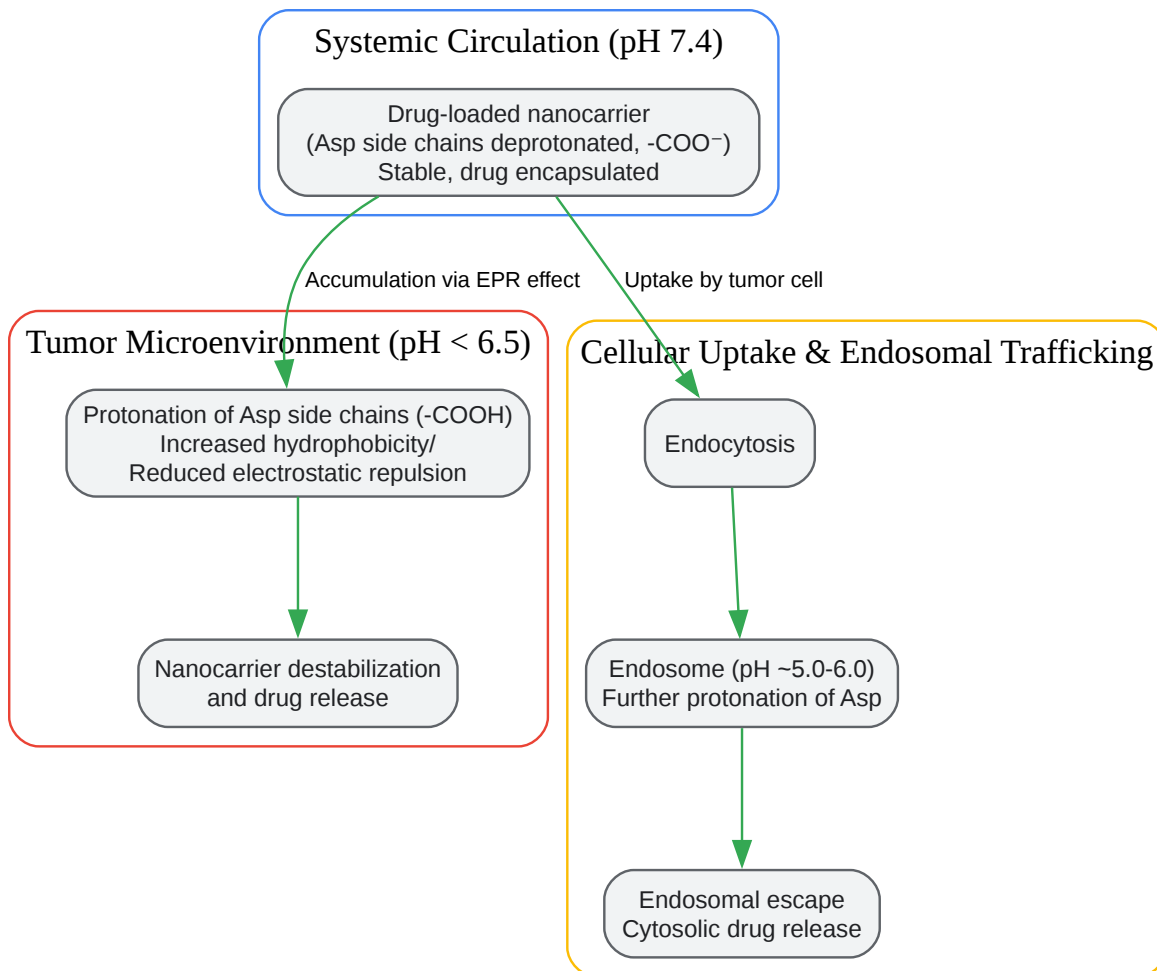 Systemic Circulation (pH 7.4)
Drug-loaded nanocarrier
(Asp side chains deprotonated, -COO⁻)
Stable, drug encapsulated
Accumulation via EPR effect
Uptake by tumor cell
Tumor Microenvironment (pH < 6.5)
Protonation of Asp side chains (-COOH)
Increased hydrophobicity/
Reduced electrostatic repulsion
Nanocarrier destabilization
and drug release
Cellular Uptake & Endosomal Trafficking
Endocytosis
Endosome (pH ~5.0-6.0)
Further protonation of Asp
Endosomal escape
Cytosolic drug release